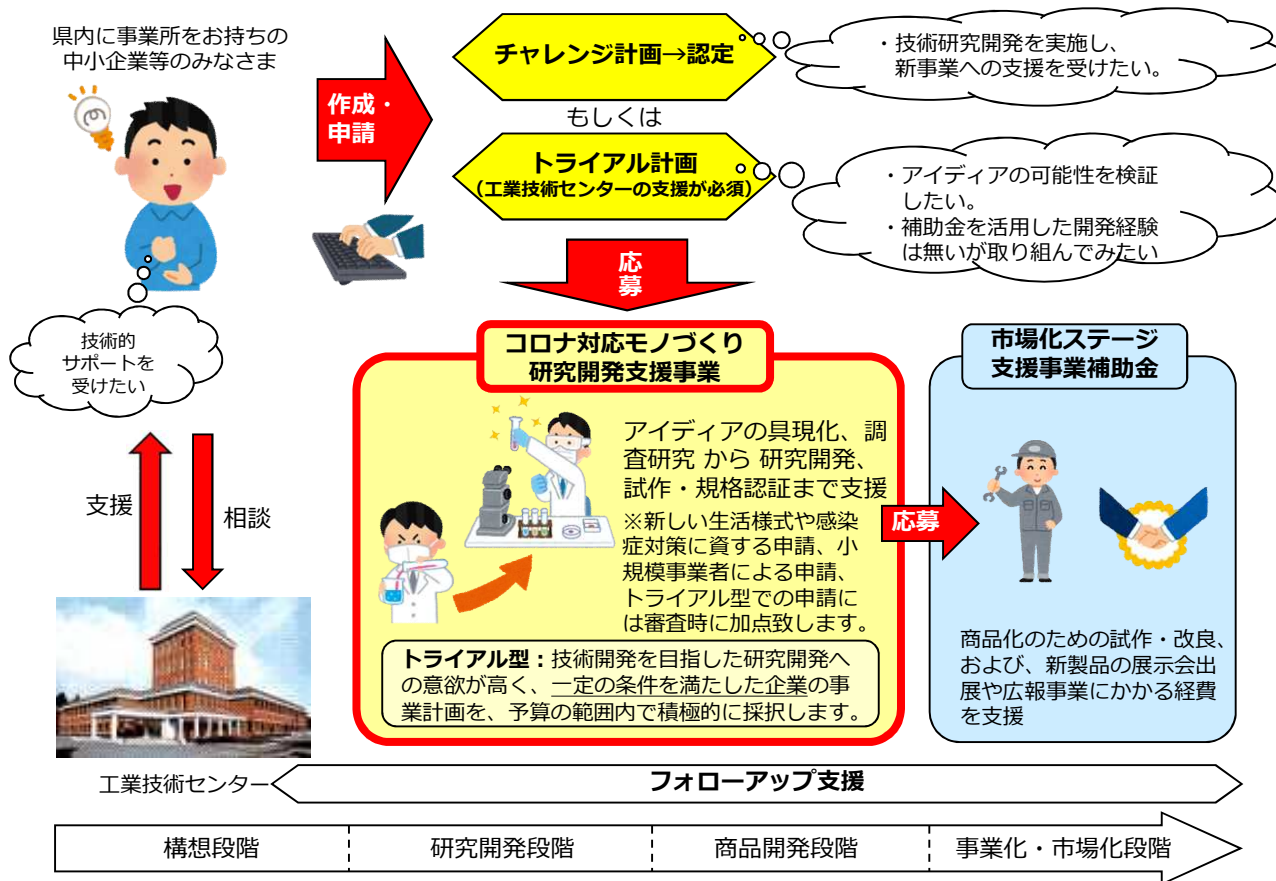 県内に事業所をお持ちの
中小企業等のみなさま
作成・
申請
チャレンジ計画→認定
・技術研究開発を実施し、
新事業への支援を受けたい。
もしくは
トライアル計画
(工業技術センターの支援が必須)
・アイディアの可能性を検証
したい。
・補助金を活用した開発経験
は無いが取り組んでみたい
応
募
技術的
サポートを
受けたい
支援
相談
コロナ対応モノづくり
研究開発支援事業
アイディアの具現化、調
査研究 から 研究開発、
試作・規格認証まで支援
※新しい生活様式や感染
症対策に資する申請、小
規模事業者による申請、
トライアル型での申請に
は審査時に加点致します。
トライアル型：技術開発を目指した研究開発へ
の意欲が高く、一定の条件を満たした企業の事
業計画を、予算の範囲内で積極的に採択します。
応募
市場化ステージ
支援事業補助金
商品化のための試作・改良、
および、新製品の展示会出
展や広報事業にかかる経費
を支援
工業技術センター
フォローアップ支援
構想段階
研究開発段階
商品開発段階
事業化・市場化段階